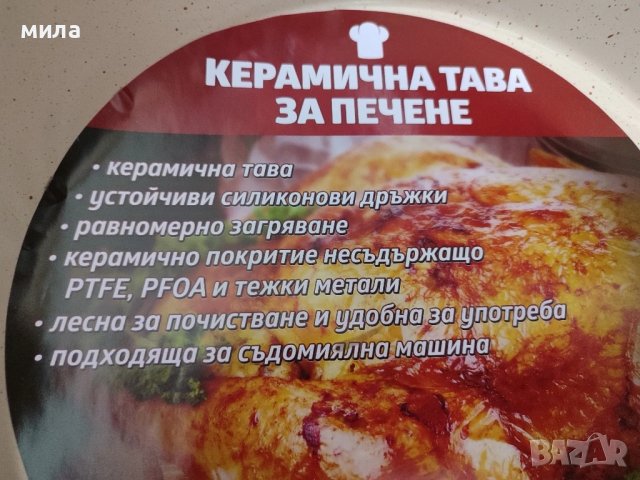 мила
КЕРАМИЧНА ТАВА
ЗА ПЕЧЕНЕ
• керамична тава
• устойчиви силиконови дръжки
• равномерно загряване
• керамично покритие несъдържащо
PTFE, PFOA и тежки метали
• лесна за почистване и удобна за употреба
• подходяща за съдомиялна машина
BAZAR